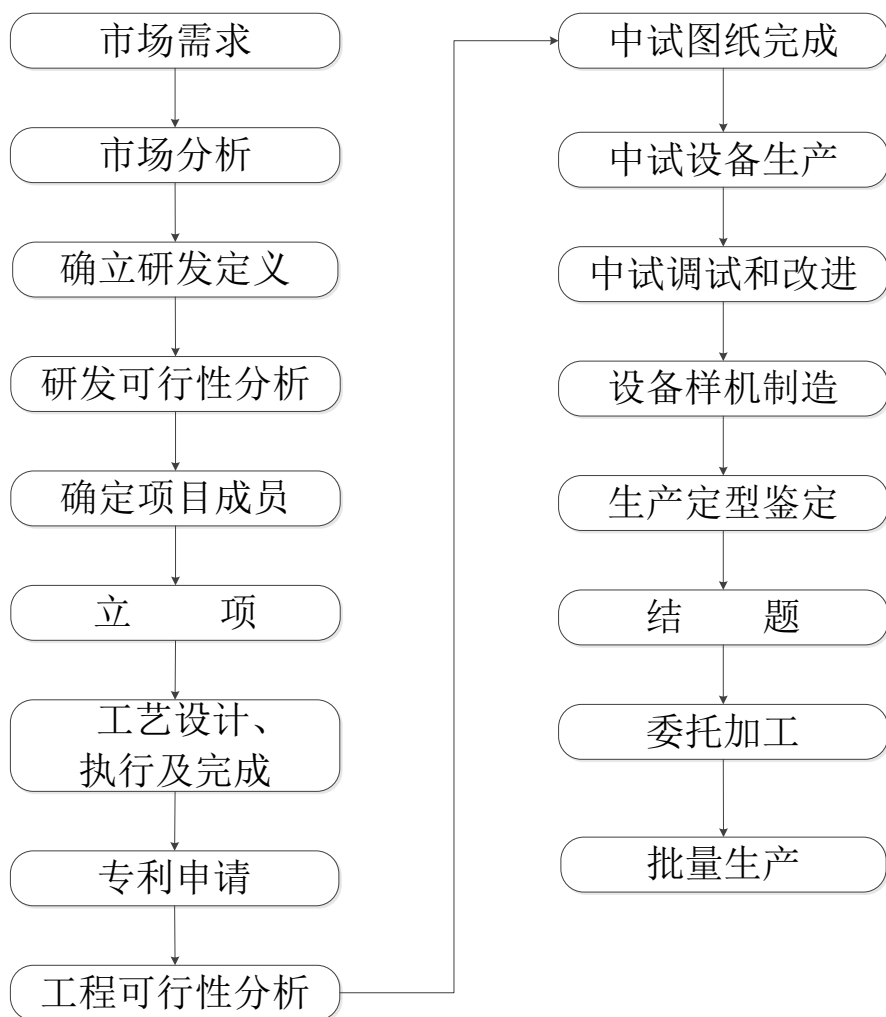 市场需求
市场分析
确立研发定义
研发可行性分析
确定项目成员
立 项
工艺设计、
执行及完成
专利申请
工程可行性分析
中试图纸完成
中试设备生产
中试调试和改进
设备样机制造
生产定型鉴定
结 题
委托加工
批量生产